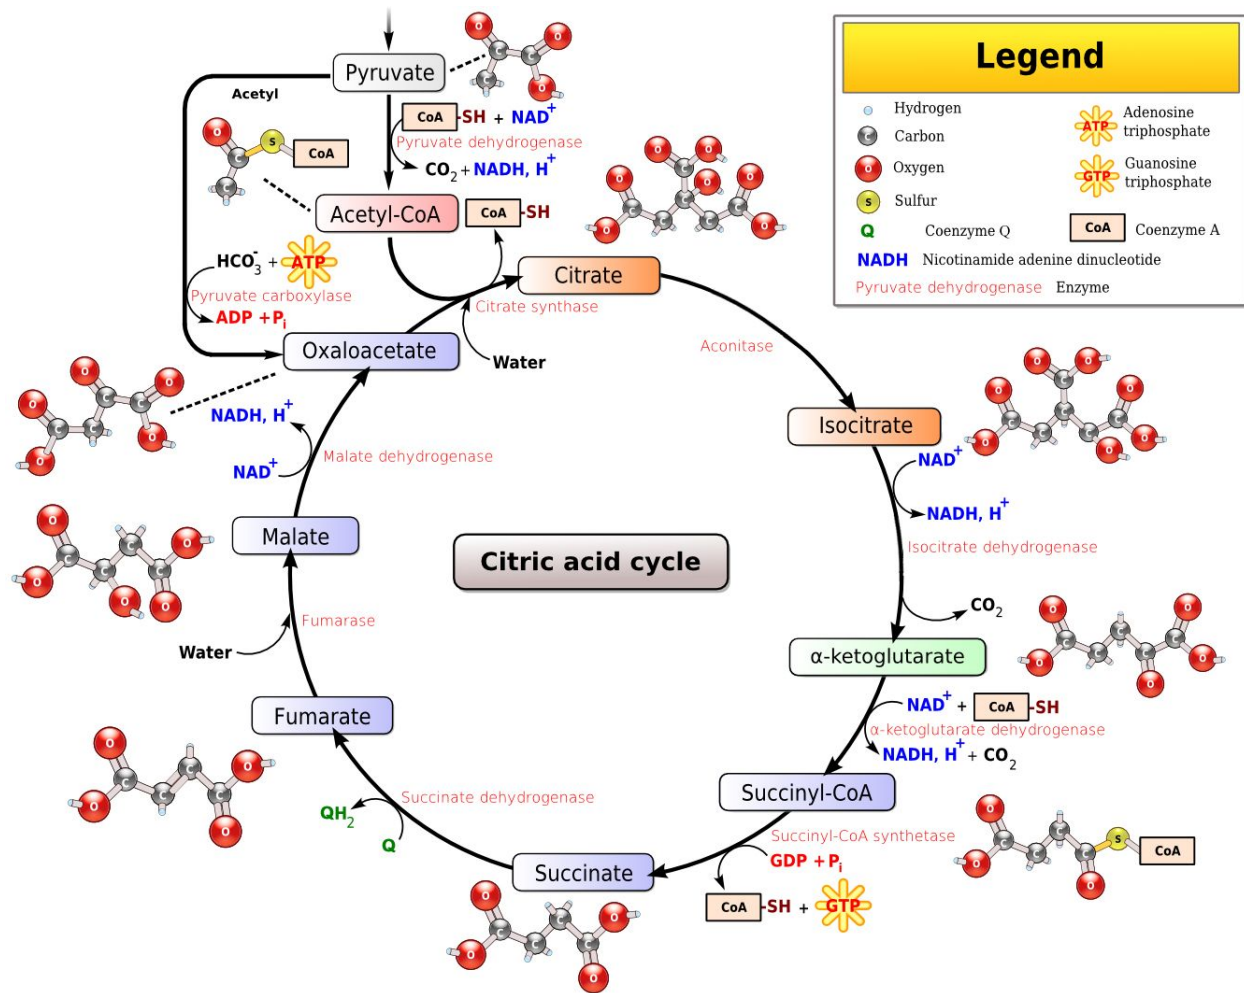 Legend
Hydrogen
Carbon
Oxygen
Sulfur
Q Coenzyme Q
NADH Nicotinamide adenine dinucleotide
Pyruvate dehydrogenase Enzyme
ATP Adenosine
triphosphate
GTP Guanosine
triphosphate
CoA Coenzyme A
Pyruvate
Acetyl
S CoA
CoA-SH + NAD+
Pyruvate dehydrogenase
CO2 + NADH, H+
Acetyl-CoA
CoA-SH
HCO3- + ATP
Pyruvate carboxylase
ADP + Pi
Citrate
Citrate synthase
Water
Oxaloacetate
Aconitase
Isocitrate
NAD+
NADH, H+
Isocitrate dehydrogenase
CO2
α-ketoglutarate
NAD+ + CoA-SH
α-ketoglutarate dehydrogenase
NADH, H+ + CO2
Succinyl-CoA
Succinyl-CoA synthetase
GDP + Pi
CoA-SH + GTP
S CoA
Succinate
Succinate dehydrogenase
QH2
Q
Fumarate
Fumarase
Water
Malate
Malate dehydrogenase
NAD+
NADH, H+
Citric acid cycle